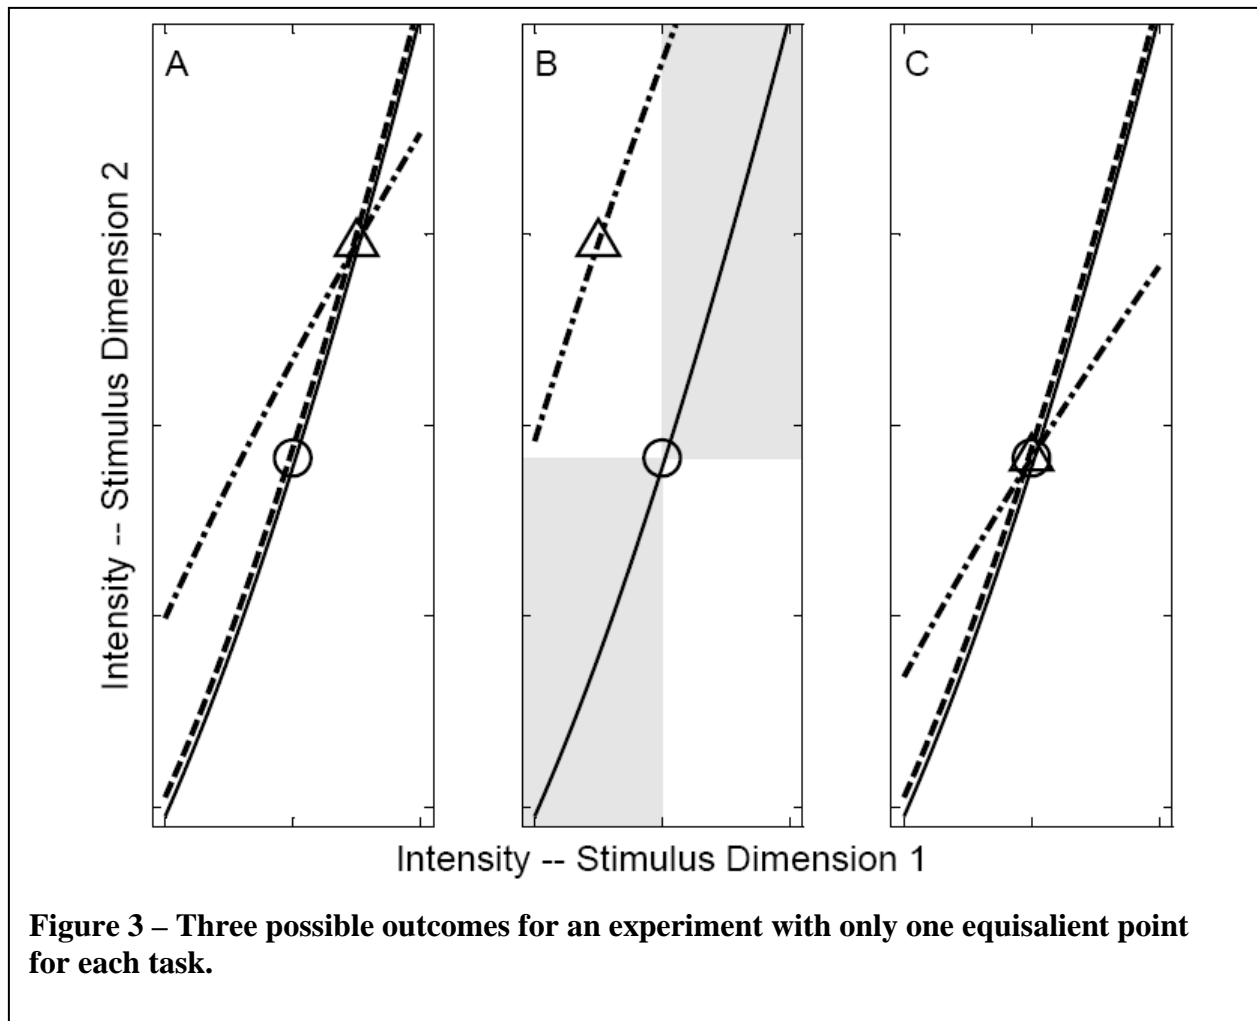 A
B
C
Intensity -- Stimulus Dimension 2
Intensity -- Stimulus Dimension 1
Figure 3 – Three possible outcomes for an experiment with only one equisalient point
for each task.